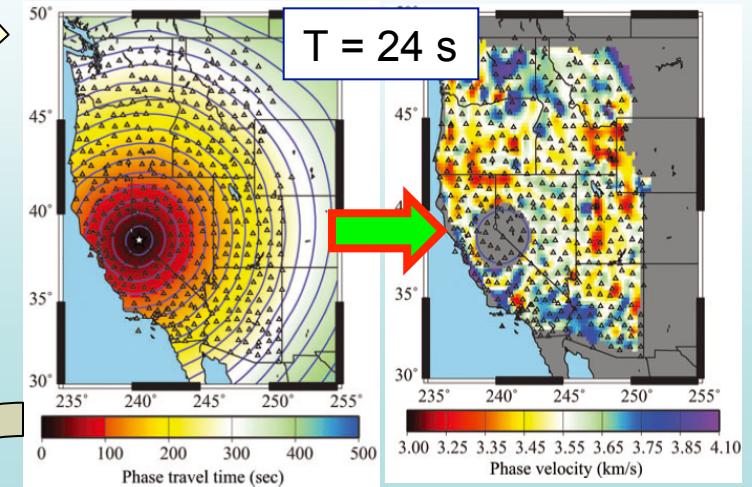 T = 24 s
50°
45°
40°
35°
30°
235° 240° 245° 250° 255°
0 100 200 300 400 500
Phase travel time (sec)
50°
45°
4
35°
30°
235° 240° 245° 250° 255°
3.00 3.25 3.35 3.45 3.55 3.65 3.75 3.85 4.10
Phase velocity (km/s)